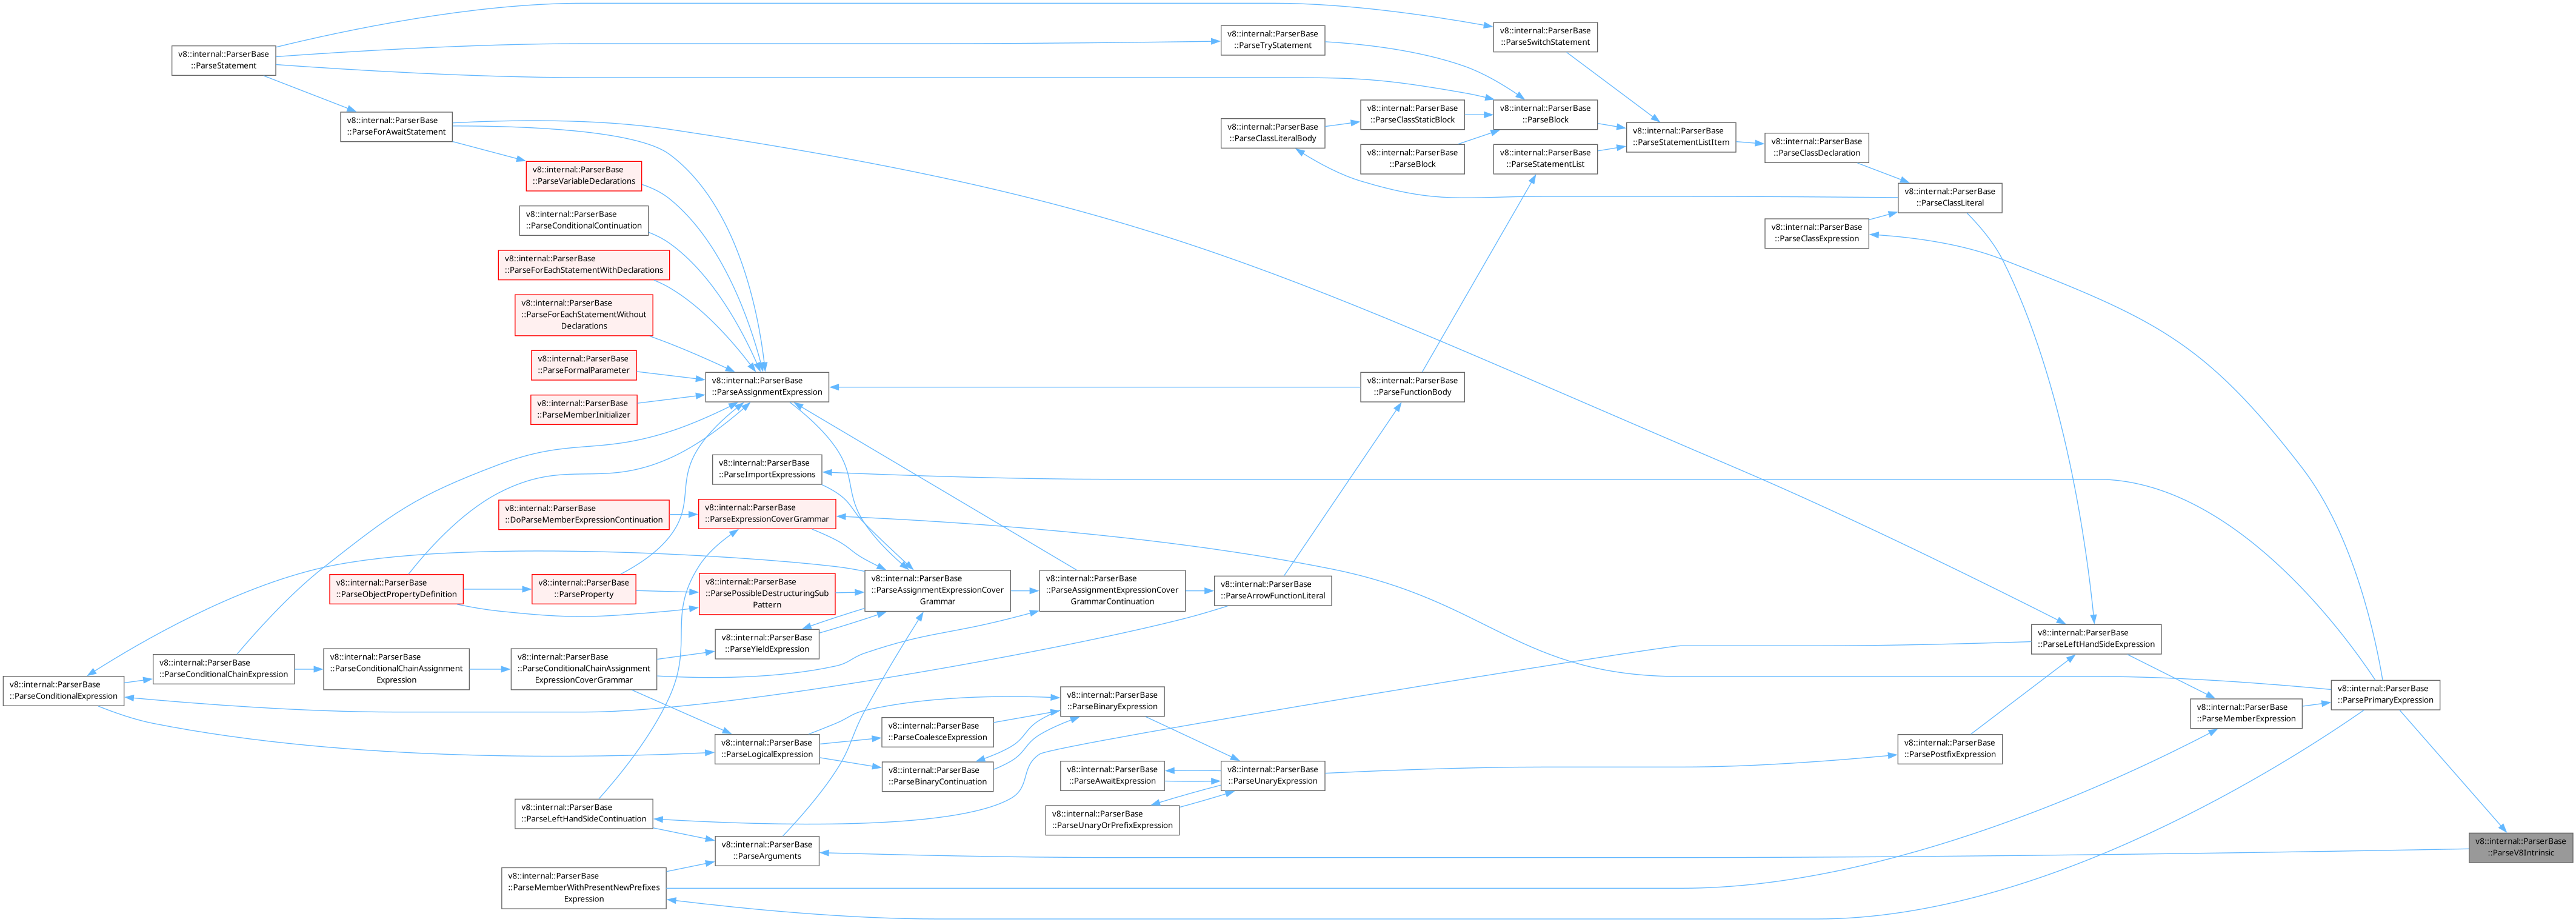 v8::internal::ParserBase
::ParseStatement
v8::internal::ParserBase
::ParseTryStatement
v8::internal::ParserBase
::ParseSwitchStatement
v8::internal::ParserBase
::ParseForAwaitStatement
v8::internal::ParserBase
::ParseClassLiteralBody
v8::internal::ParserBase
::ParseClassStaticBlock
v8::internal::ParserBase
::ParseBlock
v8::internal::ParserBase
::ParseStatementListItem
v8::internal::ParserBase
::ParseClassDeclaration
v8::internal::ParserBase
::ParseBlock
v8::internal::ParserBase
::ParseStatementList
v8::internal::ParserBase
::ParseVariableDeclarations
v8::internal::ParserBase
::ParseClassLiteral
v8::internal::ParserBase
::ParseConditionalContinuation
v8::internal::ParserBase
::ParseClassExpression
v8::internal::ParserBase
::ParseForEachStatementWithDeclarations
v8::internal::ParserBase
::ParseForEachStatementWithout
Declarations
v8::internal::ParserBase
::ParseFormalParameter
v8::internal::ParserBase
::ParseAssignmentExpression
v8::internal::ParserBase
::ParseFunctionBody
v8::internal::ParserBase
::ParseMemberInitializer
v8::internal::ParserBase
::ParseImportExpressions
v8::internal::ParserBase
::DoParseMemberExpressionContinuation
v8::internal::ParserBase
::ParseExpressionCoverGrammar
v8::internal::ParserBase
::ParseObjectPropertyDefinition
v8::internal::ParserBase
::ParseProperty
v8::internal::ParserBase
::ParsePossibleDestructuringSub
Pattern
v8::internal::ParserBase
::ParseAssignmentExpressionCover
Grammar
v8::internal::ParserBase
::ParseAssignmentExpressionCover
GrammarContinuation
v8::internal::ParserBase
::ParseArrowFunctionLiteral
v8::internal::ParserBase
::ParseYieldExpression
v8::internal::ParserBase
::ParseLeftHandSideExpression
v8::internal::ParserBase
::ParseConditionalExpression
v8::internal::ParserBase
::ParseConditionalChainExpression
v8::internal::ParserBase
::ParseConditionalChainAssignment
Expression
v8::internal::ParserBase
::ParseConditionalChainAssignment
ExpressionCoverGrammar
v8::internal::ParserBase
::ParseBinaryExpression
v8::internal::ParserBase
::ParseMemberExpression
v8::internal::ParserBase
::ParsePrimaryExpression
v8::internal::ParserBase
::ParseCoalesceExpression
v8::internal::ParserBase
::ParseLogicalExpression
v8::internal::ParserBase
::ParsePostfixExpression
v8::internal::ParserBase
::ParseBinaryContinuation
v8::internal::ParserBase
::ParseAwaitExpression
v8::internal::ParserBase
::ParseUnaryExpression
v8::internal::ParserBase
::ParseLeftHandSideContinuation
v8::internal::ParserBase
::ParseUnaryOrPrefixExpression
v8::internal::ParserBase
::ParseArguments
v8::internal::ParserBase
::ParseV8Intrinsic
v8::internal::ParserBase
::ParseMemberWithPresentNewPrefixes
Expression